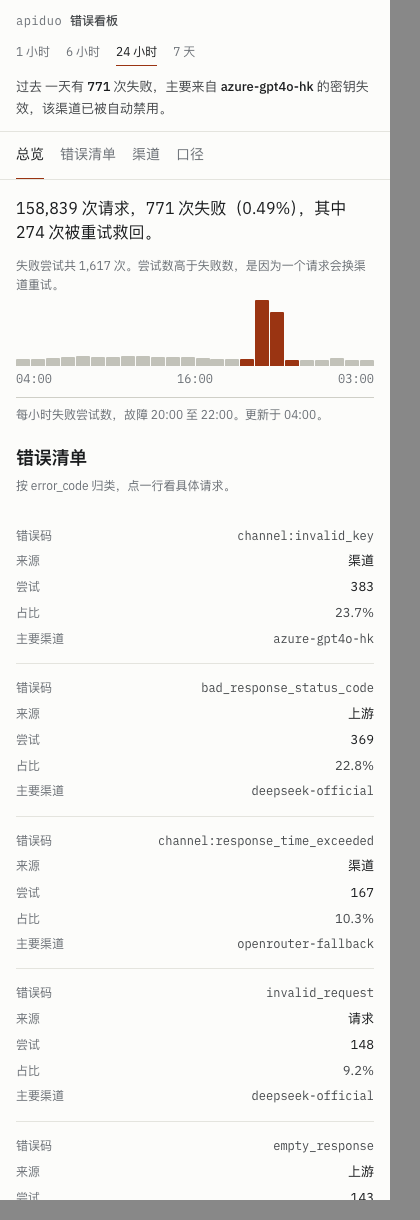 apiduo 错误看板
1 小时 6 小时 24 小时 7 天
过去 一天有 771 次失败，主要来自 azure-gpt4o-hk 的密钥失
效，该渠道已被自动禁用。
总览 错误清单 渠道 口径
158,839 次请求，771 次失败（0.49%），其中
274 次被重试救回。
失败尝试共 1,617 次。尝试数高于失败数，是因为一个请求会换渠
道重试。
04:00 16:00 03:00
每小时失败尝试数，故障 20:00 至 22:00。更新于 04:00。
错误清单
按 error_code 归类，点一行看具体请求。
错误码 channel:invalid_key
来源 渠道
尝试 383
占比 23.7%
主要渠道 azure-gpt4o-hk
错误码 bad_response_status_code
来源 上游
尝试 369
占比 22.8%
主要渠道 deepseek-official
错误码 channel:response_time_exceeded
来源 渠道
尝试 167
占比 10.3%
主要渠道 openrouter-fallback
错误码 invalid_request
来源 请求
尝试 148
占比 9.2%
主要渠道 deepseek-official
错误码 empty_response
来源 上游
尝试 143